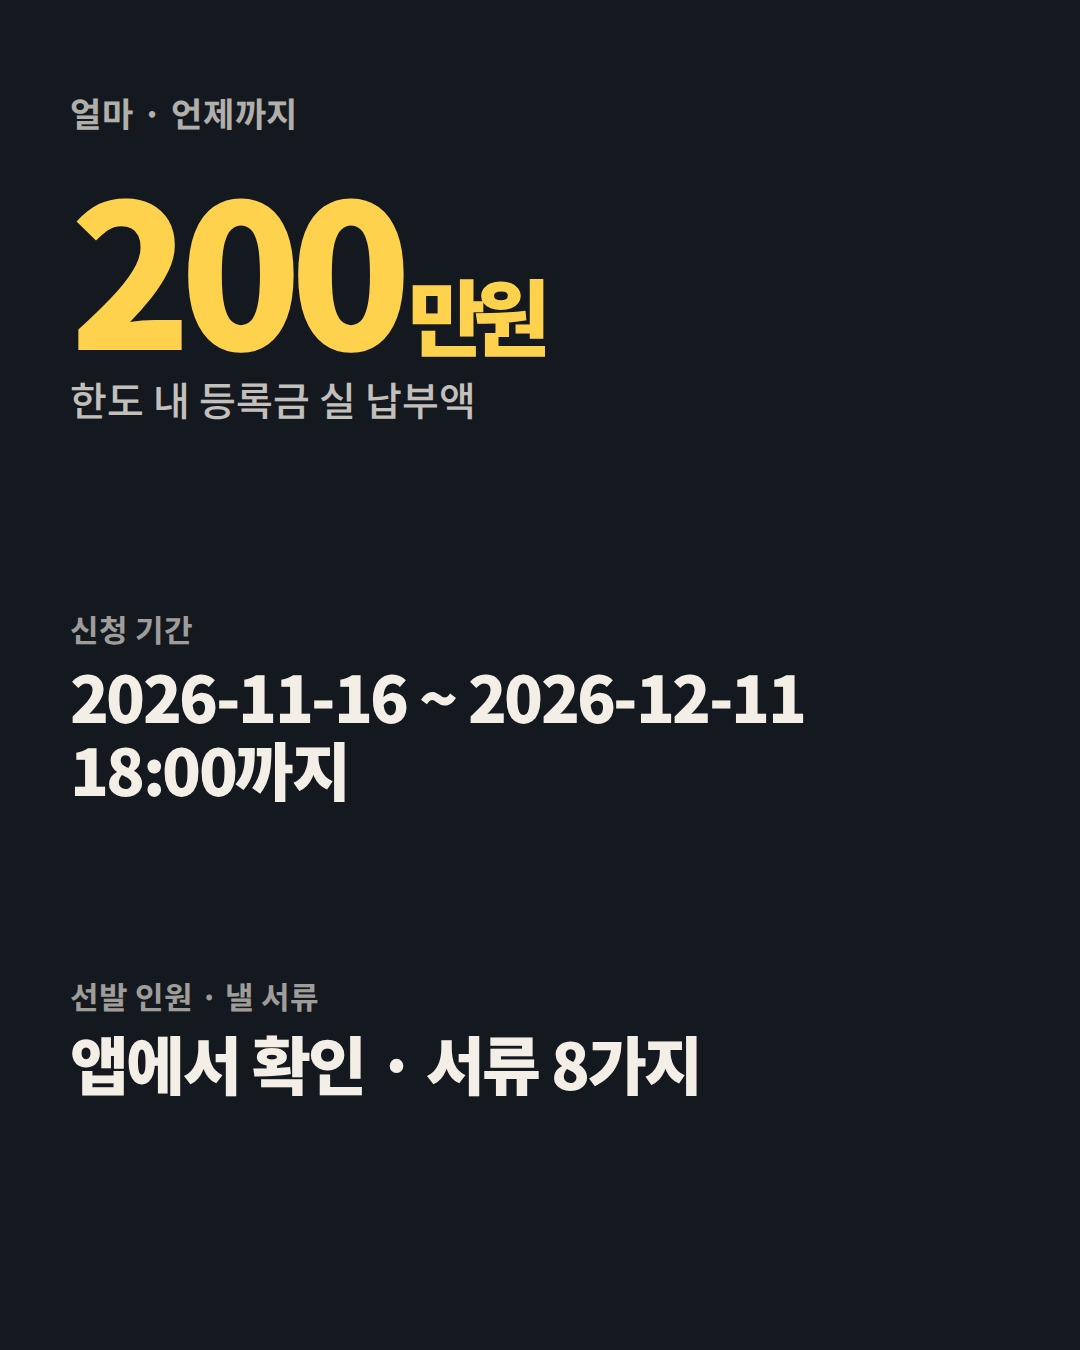 얼마 · 언제까지
200만원
한도 내 등록금 실 납부액
신청 기간
2026-11-16 ~ 2026-12-11
18:00까지
선발 인원 · 낼 서류
앱에서 확인 · 서류 8가지